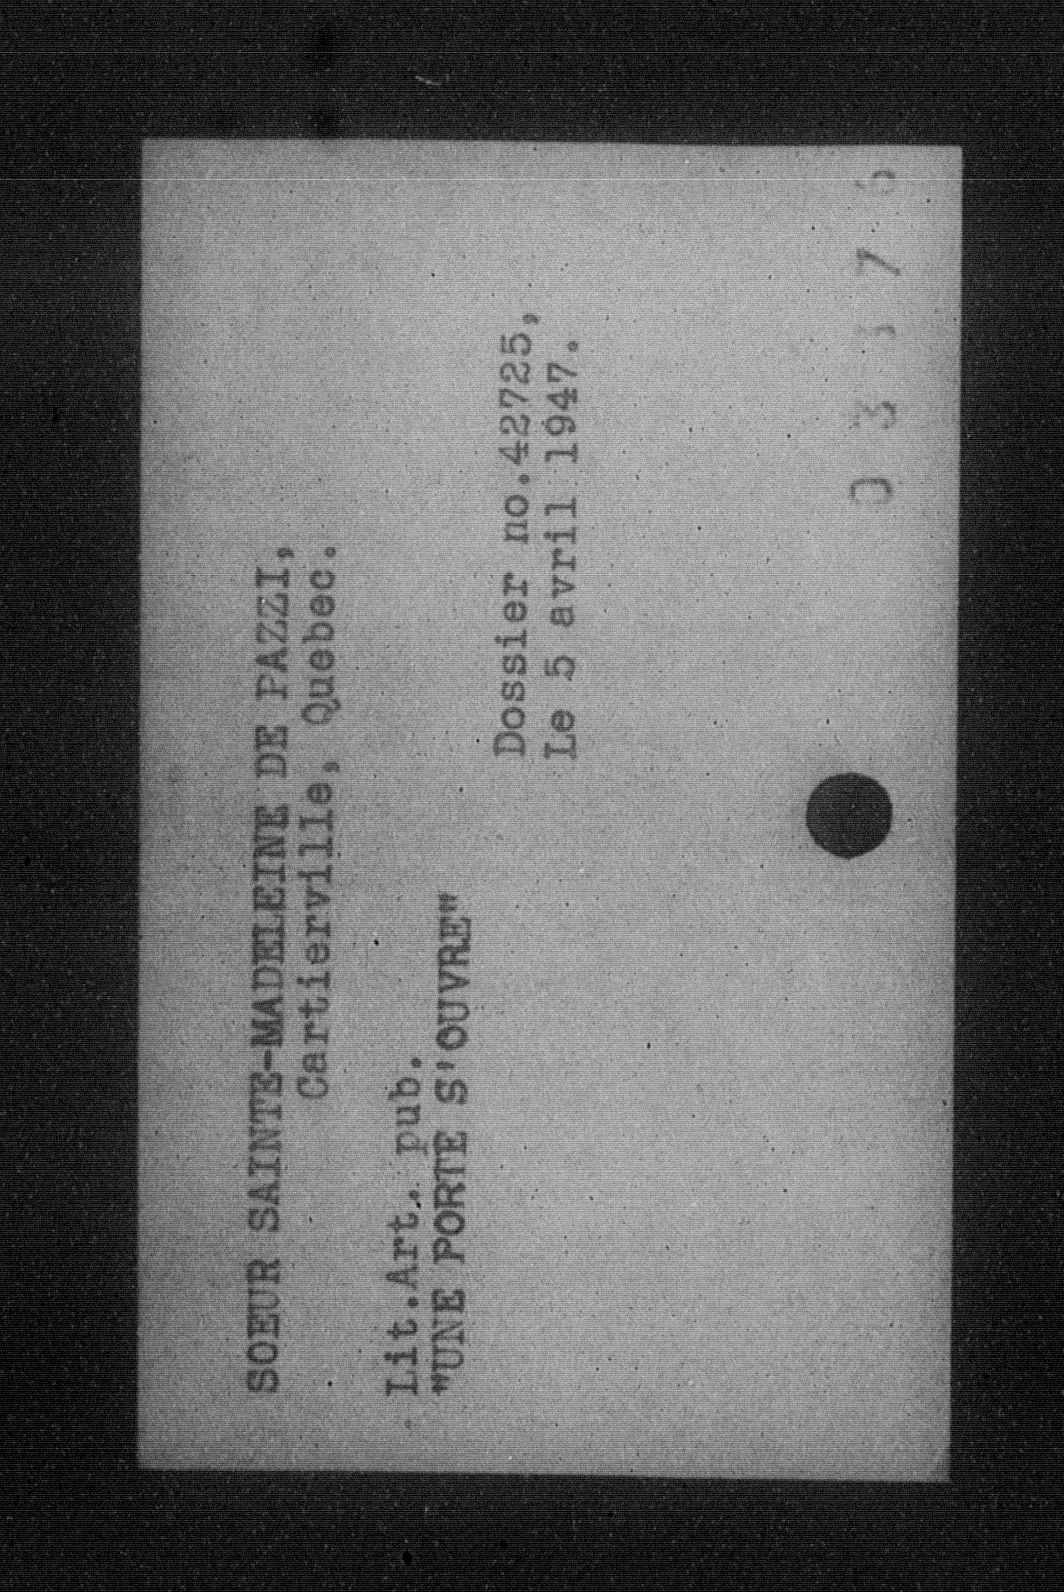 SOEUR SAINTE-MADELEINE DE PAZZI,
Cartierville, Quebec.
Lit.Art. pub.
"UNE PORTE S'OUVRE"
Dossier no.42725,
Le 5 avril 1947.